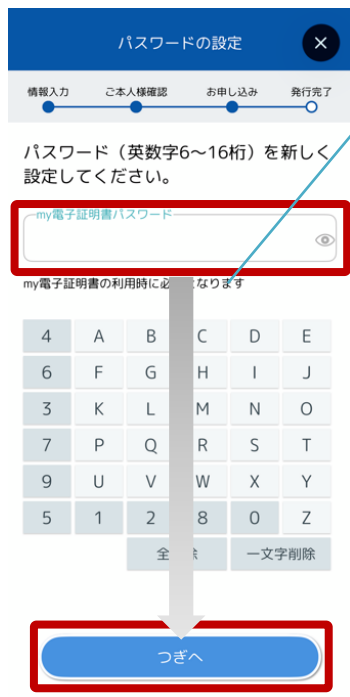 パスワードの設定
情報入力 ご本人様確認 お申し込み 発行完了
パスワード（英数字6～16桁）を新しく
設定してください。
my電子証明書パスワード
my電子証明書の利用時に必 となります
4 A B C D E
6 F G H I J
3 K L M N O
7 P Q R S T
9 U V W X Y
5 1 2 8 0 Z
全 除 一文字削除
つぎへ